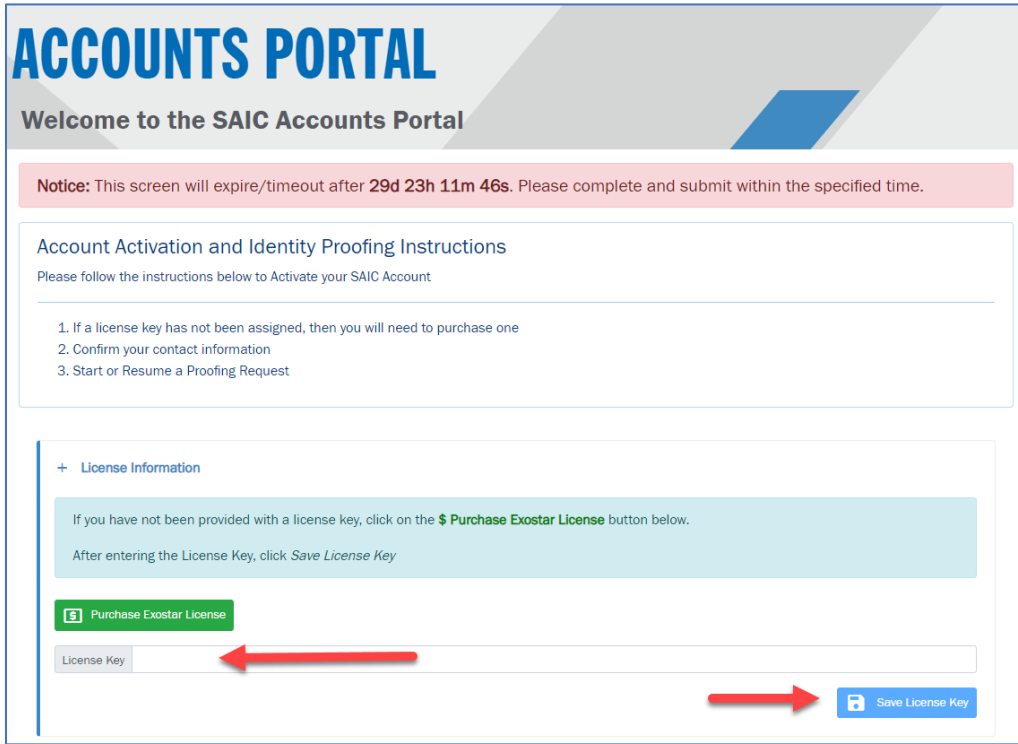 ACCOUNTS PORTAL
Welcome to the SAIC Accounts Portal
Notice: This screen will expire/timeout after 29d 23h 11m 46s. Please complete and submit within the specified time.
Account Activation and Identity Proofing Instructions
Please follow the instructions below to Activate your SAIC Account
1. If a license key has not been assigned, then you will need to purchase one
2. Confirm your contact information
3. Start or Resume a Proofing Request
+ License Information
If you have not been provided with a license key, click on the $ Purchase Exostar License button below.
After entering the License Key, click Save License Key
$ Purchase Exostar License
License Key
Save License Key